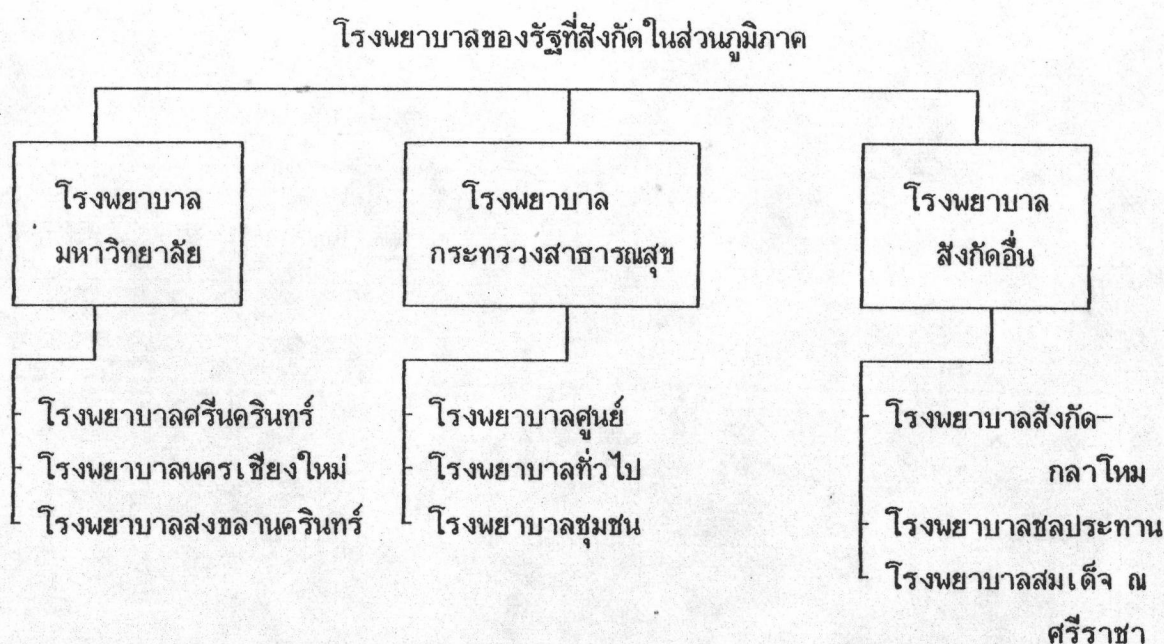 โรงพยาบาลของรัฐที่สังกัดในส่วนภูมิภาค
โรงพยาบาล
มหาวิทยาลัย
โรงพยาบาล
กระทรวงสาธารณสุข
โรงพยาบาล
สังกัดอื่น
โรงพยาบาลศรีนครินทร์
โรงพยาบาลนครเชียงใหม่
โรงพยาบาลสงขลานครินทร์
โรงพยาบาลศูนย์
โรงพยาบาลทั่วไป
โรงพยาบาลชุมชน
โรงพยาบาลสังกัด-
กลาโหม
โรงพยาบาลชลประทาน
โรงพยาบาลสมเด็จ ณ
ศรีราชา